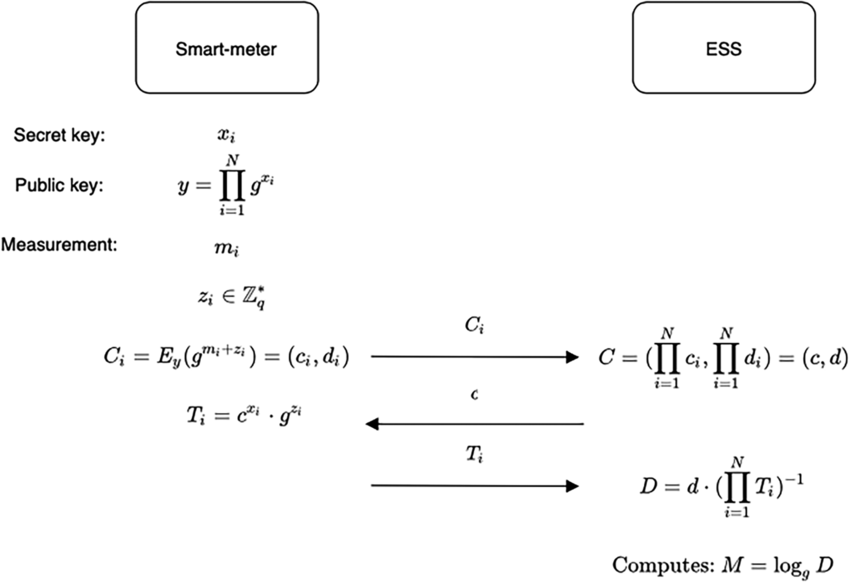 Smart-meter ESS
Secret key: $x_i$
Public key: $y = \prod_{i=1}^{N} g^{x_i}$
Measurement: $m_i$
$z_i \in \mathbb{Z}_q^*$
$C_i$
$C_i = E_y(g^{m_i+z_i}) = (c_i, d_i)$ $C = (\prod_{i=1}^{N} c_i, \prod_{i=1}^{N} d_i) = (c, d)$
$c$
$T_i = c^{x_i} \cdot g^{z_i}$
$T_i$
$D = d \cdot (\prod_{i=1}^{N} T_i)^{-1}$
Computes: $M = \log_g D$